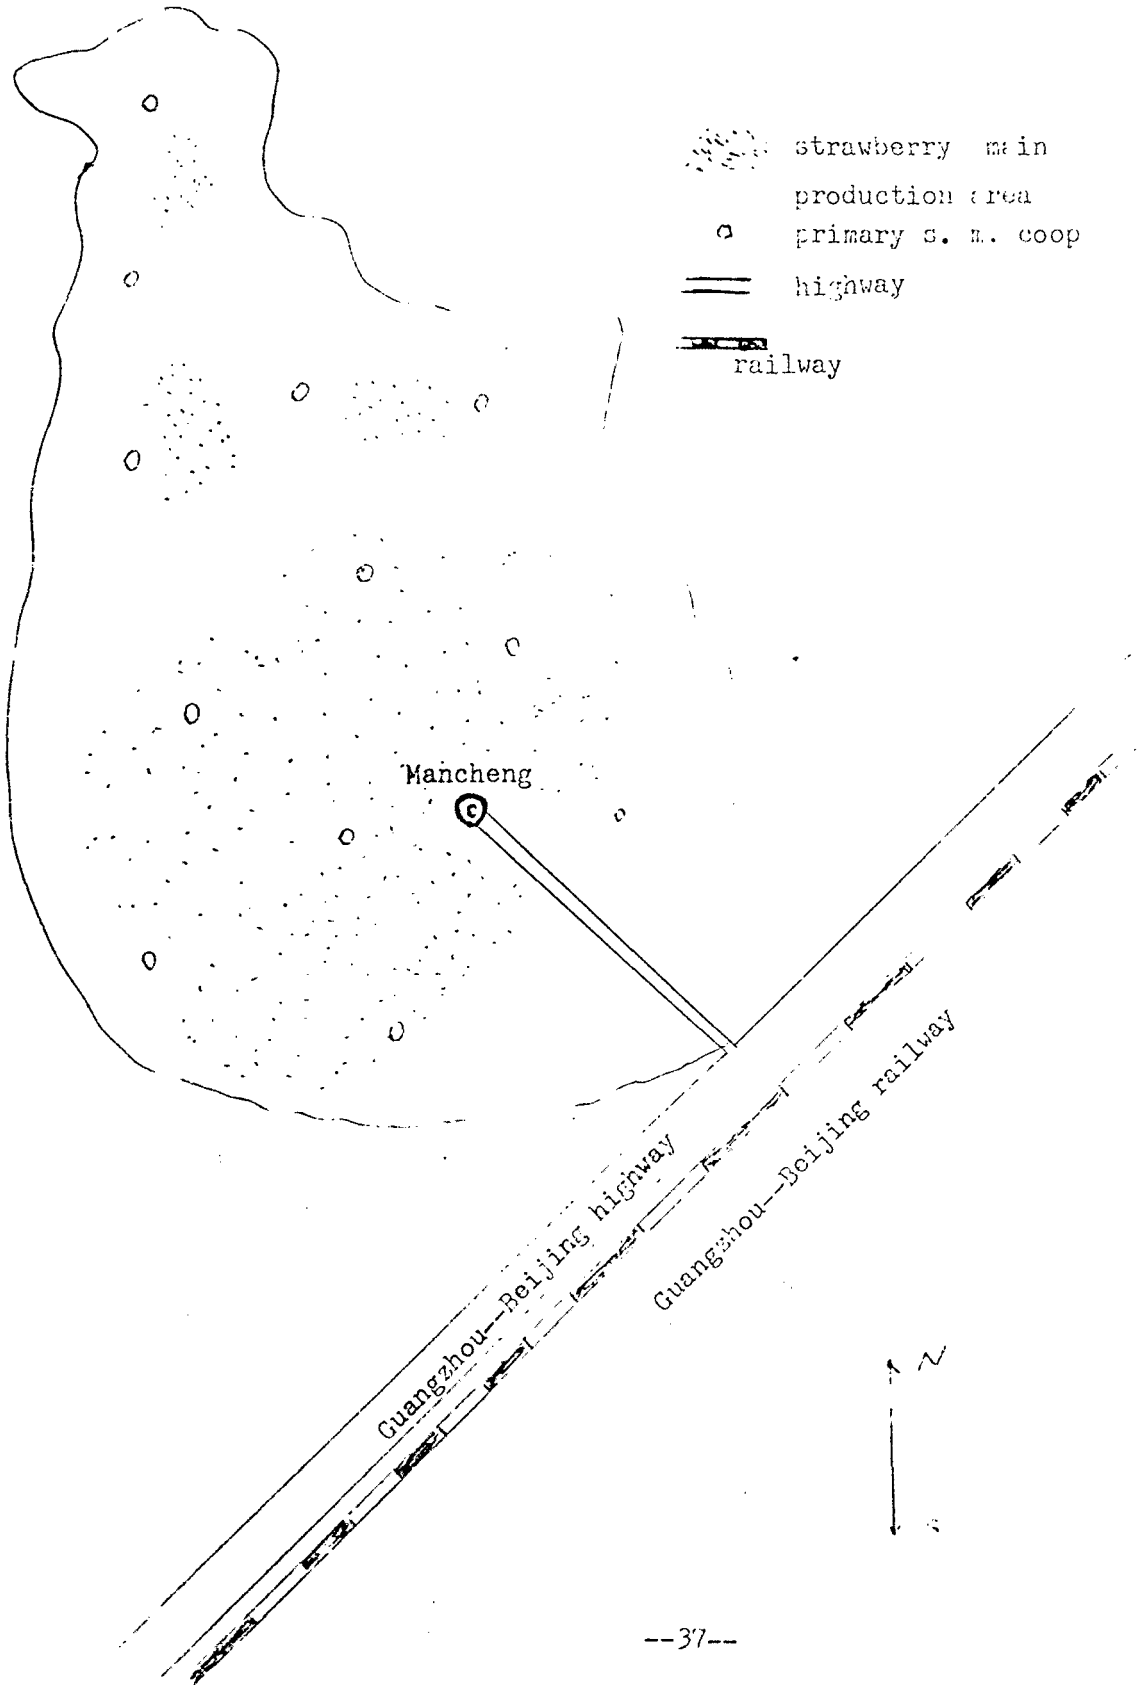 strawberry main
production area
primary s. m. coop
highway
railway
Mancheng
Guangzhou--Beijing highway
Guangzhou--Beijing railway
N
--37--